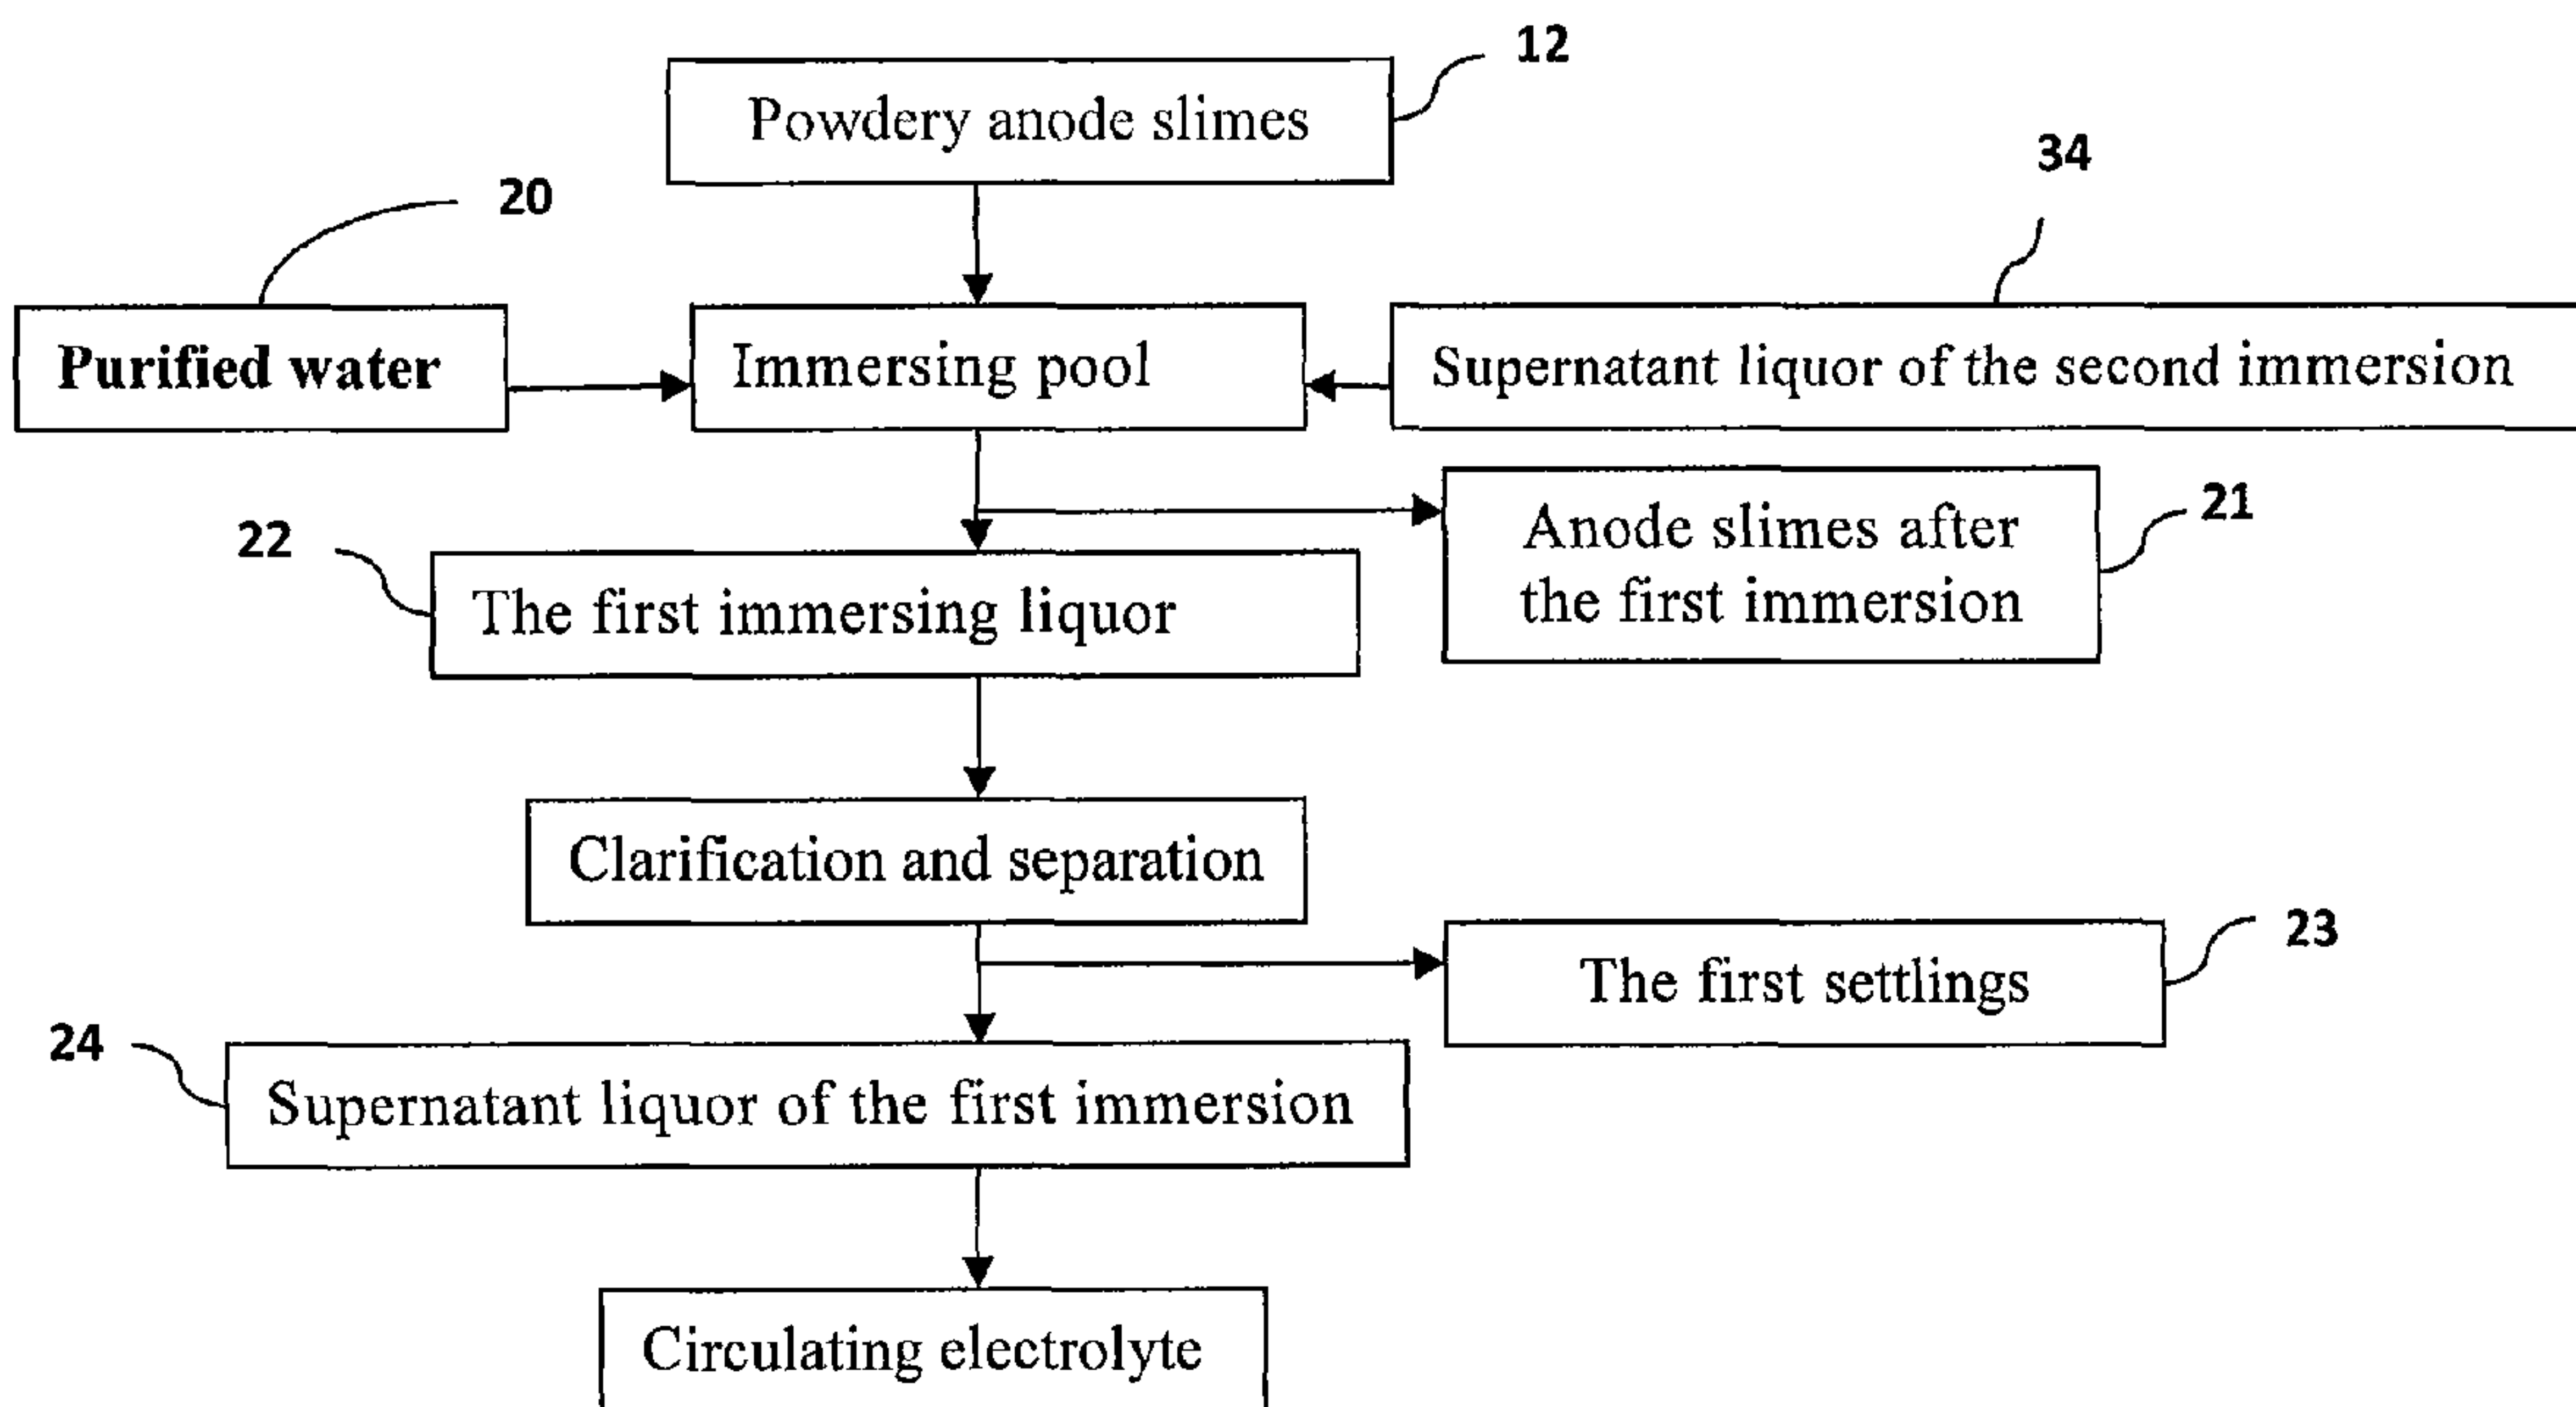 12
Powdery anode slimes
34
20
Purified water
Immersing pool
Supernatant liquor of the second immersion
21
Anode slimes after
the first immersion
22
The first immersing liquor
Clarification and separation
23
The first settlings
24
Supernatant liquor of the first immersion
Circulating electrolyte